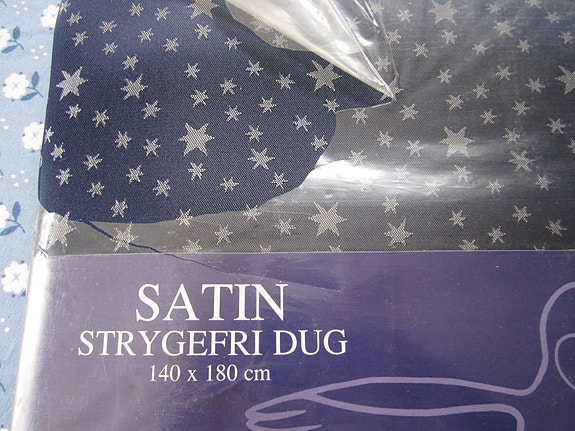 SATIN
STRYGEFRI DUG
140 x 180 cm